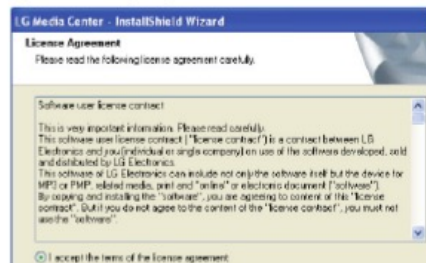 LG Media Center - InstallShield Wizard
License Agreement
Please read the following license agreement carefully.
Software user license contract
This is very important information. Please read carefully.
This software user license contract ( "license contract") is a contract between LG
Electronics and you(individual or single company) on use of the software developed, sold
and distributed by LG Electronics.
This software of LG Electronics can include not only the software itself but the device for
MP3 or PMP, related media, print and "online" or electronic document ("software").
By copying and installing the "software", you are agreeing to content of this "license
contract". But if you do not agree to the content of the "license contract", you must not
use the "software".
I accept the terms of the license agreement